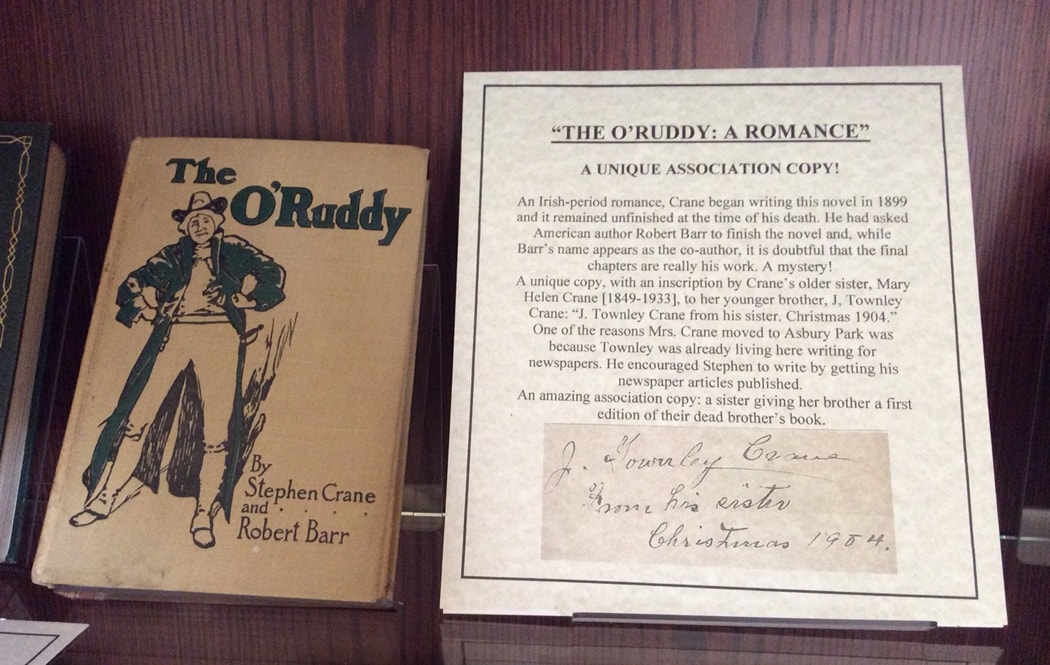 The
O'Ruddy
By
Stephen Crane
and
Robert Barr
"THE O'RUDDY: A ROMANCE"
A UNIQUE ASSOCIATION COPY!
An Irish-period romance, Crane began writing this novel in 1899
and it remained unfinished at the time of his death. He had asked
American author Robert Barr to finish the novel and, while
Barr's name appears as the co-author, it is doubtful that the final
chapters are really his work. A mystery!
A unique copy, with an inscription by Crane's older sister, Mary
Helen Crane [1849-1933], to her younger brother, J, Townley
Crane: "J. Townley Crane from his sister. Christmas 1904."
One of the reasons Mrs. Crane moved to Asbury Park was
because Townley was already living here writing for
newspapers. He encouraged Stephen to write by getting his
newspaper articles published.
An amazing association copy: a sister giving her brother a first
edition of their dead brother's book.
J. Townley Crane
From his sister
Christmas 1904.